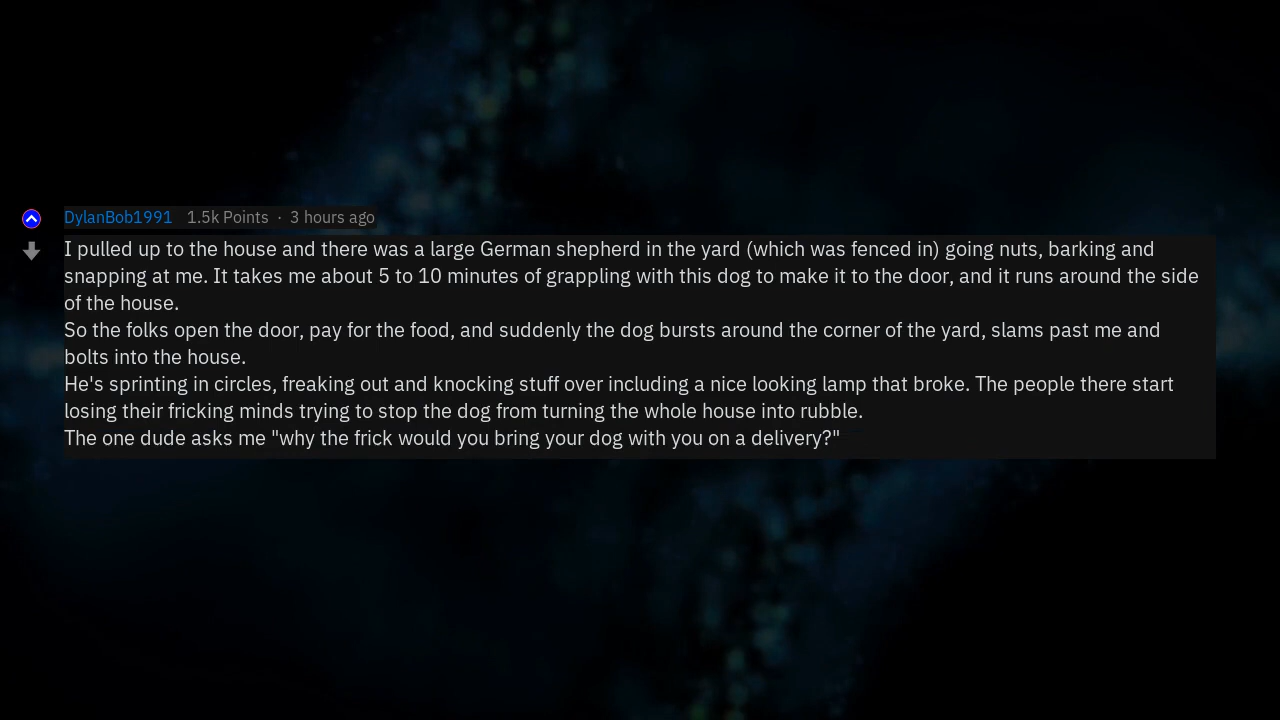 DylanBob1991 1.5k Points · 3 hours ago
I pulled up to the house and there was a large German shepherd in the yard (which was fenced in) going nuts, barking and
snapping at me. It takes me about 5 to 10 minutes of grappling with this dog to make it to the door, and it runs around the side
of the house.
So the folks open the door, pay for the food, and suddenly the dog bursts around the corner of the yard, slams past me and
bolts into the house.
He's sprinting in circles, freaking out and knocking stuff over including a nice looking lamp that broke. The people there start
losing their fricking minds trying to stop the dog from turning the whole house into rubble.
The one dude asks me "why the frick would you bring your dog with you on a delivery?"